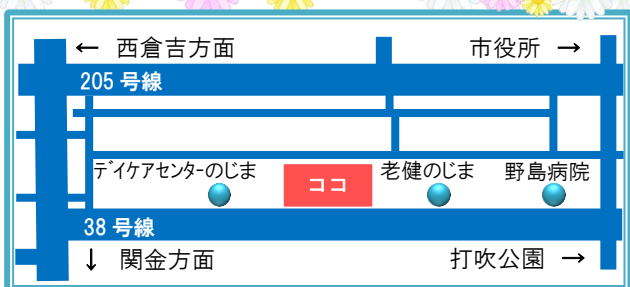 ← 西倉吉方面 市役所 →
205 号線
デイケアセンターのじま ココ 老健のじま 野島病院
38 号線
↓ 関金方面 打吹公園 →